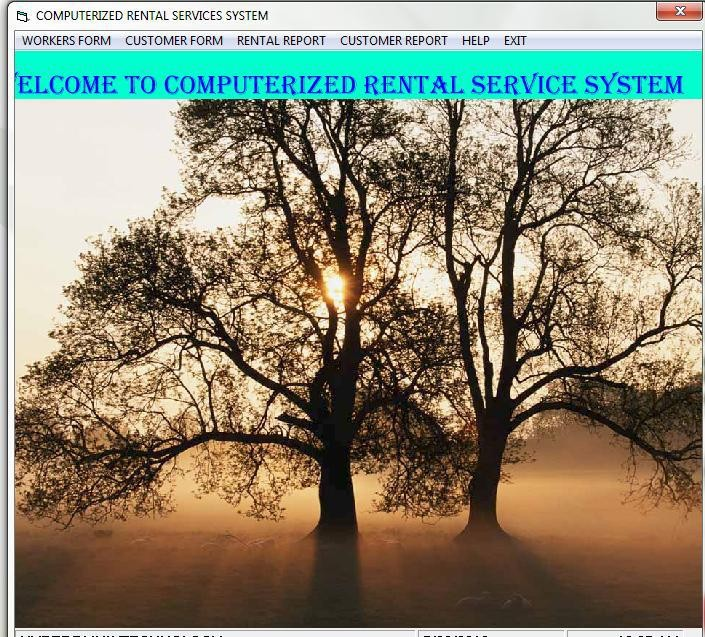 COMPUTERIZED RENTAL SERVICES SYSTEM
WORKERS FORM CUSTOMER FORM RENTAL REPORT CUSTOMER REPORT HELP EXIT
ELCOME TO COMPUTERIZED RENTAL SERVICE SYSTEM